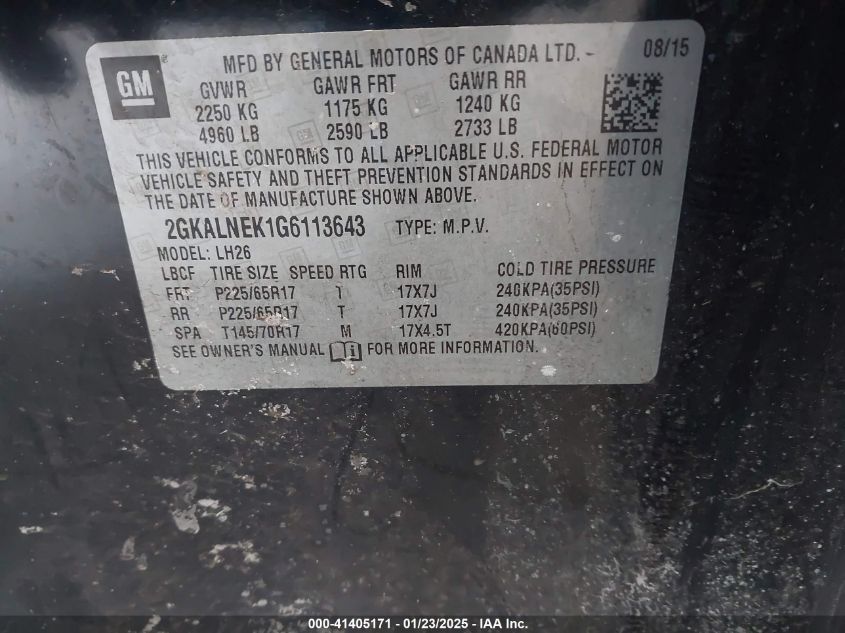 GM
MFD BY GENERAL MOTORS OF CANADA LTD. - 08/15
GVWR GAWR FRT GAWR RR
2250 KG 1175 KG 1240 KG
4960 LB 2590 LB 2733 LB
THIS VEHICLE CONFORMS TO ALL APPLICABLE U.S. FEDERAL MOTOR
VEHICLE SAFETY AND THEFT PREVENTION STANDARDS IN EFFECT ON
THE DATE OF MANUFACTURE SHOWN ABOVE.
2GKALNEK1G6113643 TYPE: M.P.V.
MODEL: LH26
LBCF TIRE SIZE SPEED RTG RIM COLD TIRE PRESSURE
FRT P225/65R17 T 17X7J 240KPA(35PSI)
RR P225/65R17 T 17X7J 240KPA(35PSI)
SPA T145/70R17 M 17X4.5T 420KPA(60PSI)
SEE OWNER'S MANUAL FOR MORE INFORMATION.
000-41405171 - 01/23/2025 - IAA Inc.